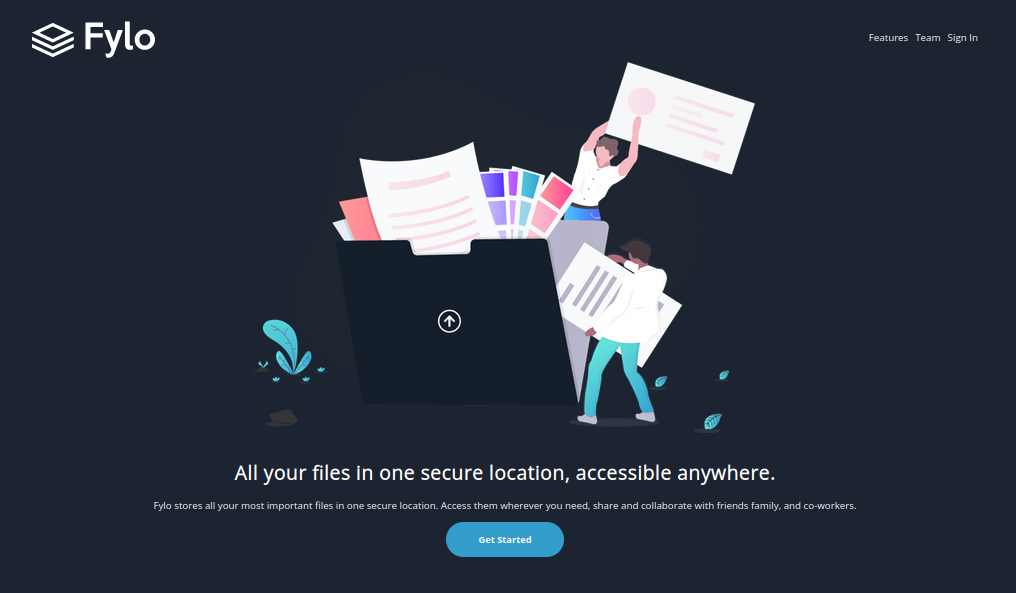 Fylo
Features Team Sign In
All your files in one secure location, accessible anywhere.
Fylo stores all your most important files in one secure location. Access them wherever you need, share and collaborate with friends family, and co-workers.
Get Started